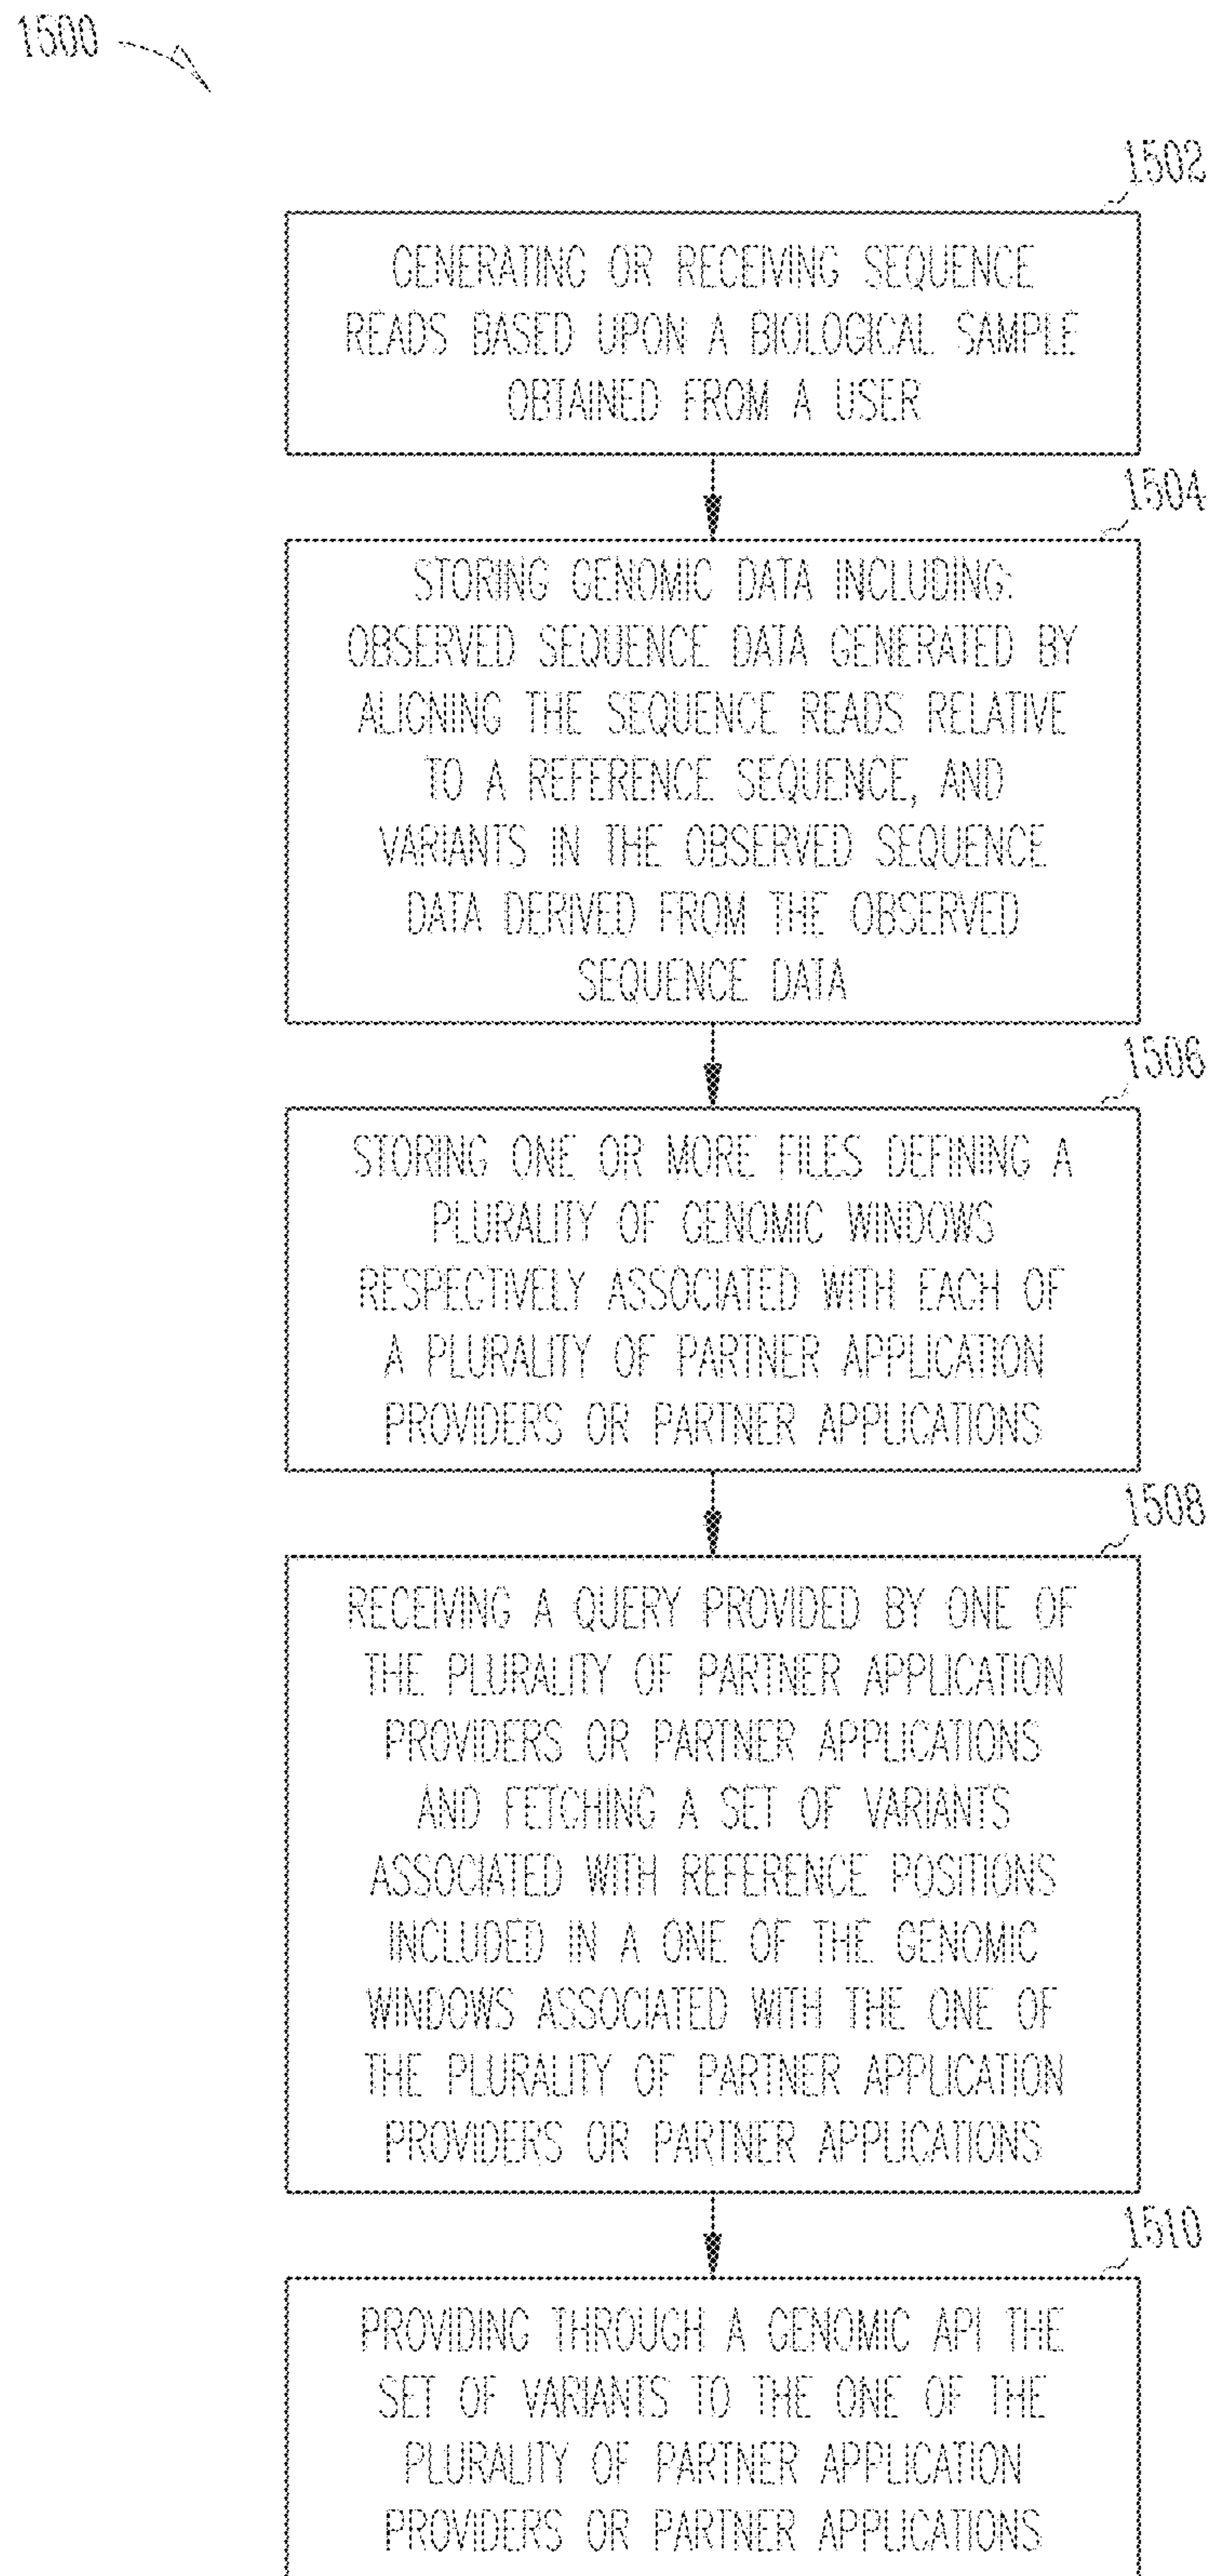 1500
1502
GENERATING OR RECEIVING SEQUENCE
READS BASED UPON A BIOLOGICAL SAMPLE
OBTAINED FROM A USER
1504
STORING GENOMIC DATA INCLUDING:
OBSERVED SEQUENCE DATA GENERATED BY
ALIGNING THE SEQUENCE READS RELATIVE
TO A REFERENCE SEQUENCE, AND
VARIANTS IN THE OBSERVED SEQUENCE
DATA DERIVED FROM THE OBSERVED
SEQUENCE DATA
1506
STORING ONE OR MORE FILES DEFINING A
PLURALITY OF GENOMIC WINDOWS
RESPECTIVELY ASSOCIATED WITH EACH OF
A PLURALITY OF PARTNER APPLICATION
PROVIDERS OR PARTNER APPLICATIONS
1508
RECEIVING A QUERY PROVIDED BY ONE OF
THE PLURALITY OF PARTNER APPLICATION
PROVIDERS OR PARTNER APPLICATIONS
AND FETCHING A SET OF VARIANTS
ASSOCIATED WITH REFERENCE POSITIONS
INCLUDED IN A ONE OF THE GENOMIC
WINDOWS ASSOCIATED WITH THE ONE OF
THE PLURALITY OF PARTNER APPLICATION
PROVIDERS OR PARTNER APPLICATIONS
1510
PROVIDING THROUGH A GENOMIC API THE
SET OF VARIANTS TO THE ONE OF THE
PLURALITY OF PARTNER APPLICATION
PROVIDERS OR PARTNER APPLICATIONS